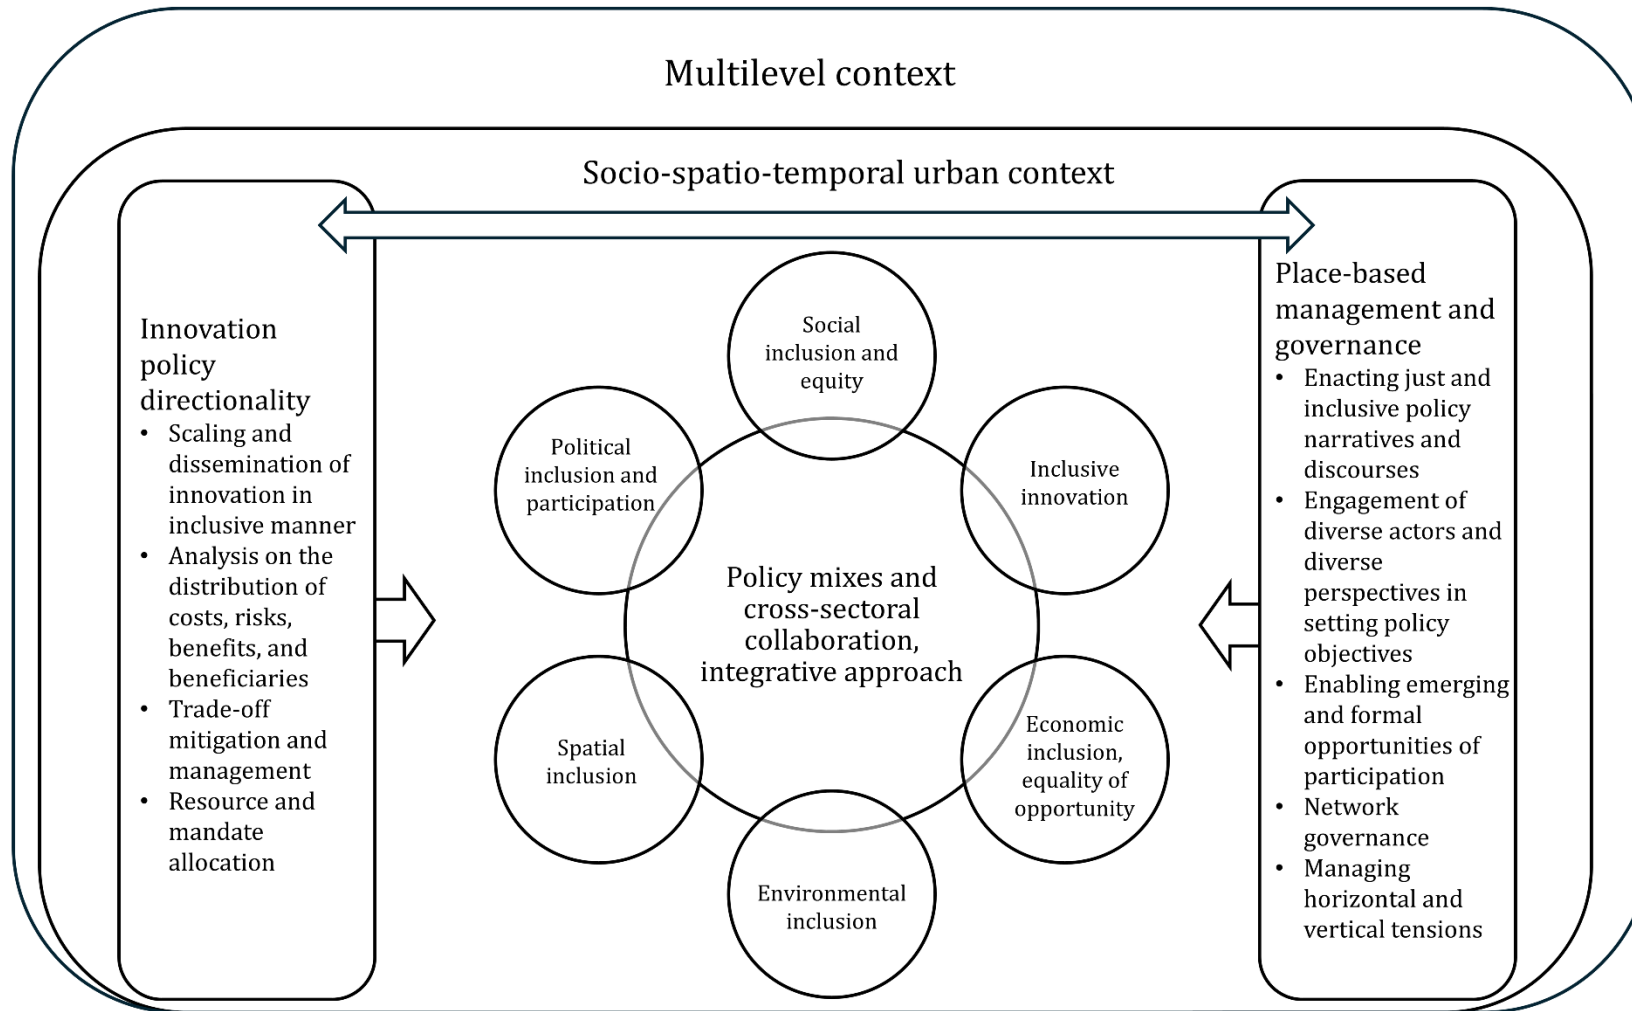 Multilevel context
Socio-spatio-temporal urban context
Innovation
policy
directionality
• Scaling and
dissemination of
innovation in
inclusive manner
• Analysis on the
distribution of
costs, risks,
benefits, and
beneficiaries
• Trade-off
mitigation and
management
• Resource and
mandate
allocation
Social
inclusion and
equity
Political
inclusion and
participation
Inclusive
innovation
Policy mixes and
cross-sectoral
collaboration,
integrative approach
Spatial
inclusion
Economic
inclusion,
equality of
opportunity
Environmental
inclusion
Place-based
management and
governance
• Enacting just and
inclusive policy
narratives and
discourses
• Engagement of
diverse actors and
diverse
perspectives in
setting policy
objectives
• Enabling emerging
and formal
opportunities of
participation
• Network
governance
• Managing
horizontal and
vertical tensions